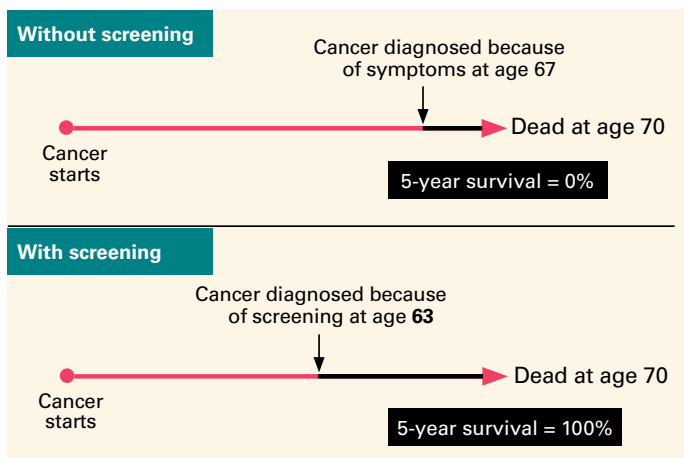 Without screening
Cancer diagnosed because
of symptoms at age 67
Dead at age 70
Cancer
starts
5-year survival = 0%
With screening
Cancer diagnosed because
of screening at age 63
Dead at age 70
Cancer
starts
5-year survival = 100%